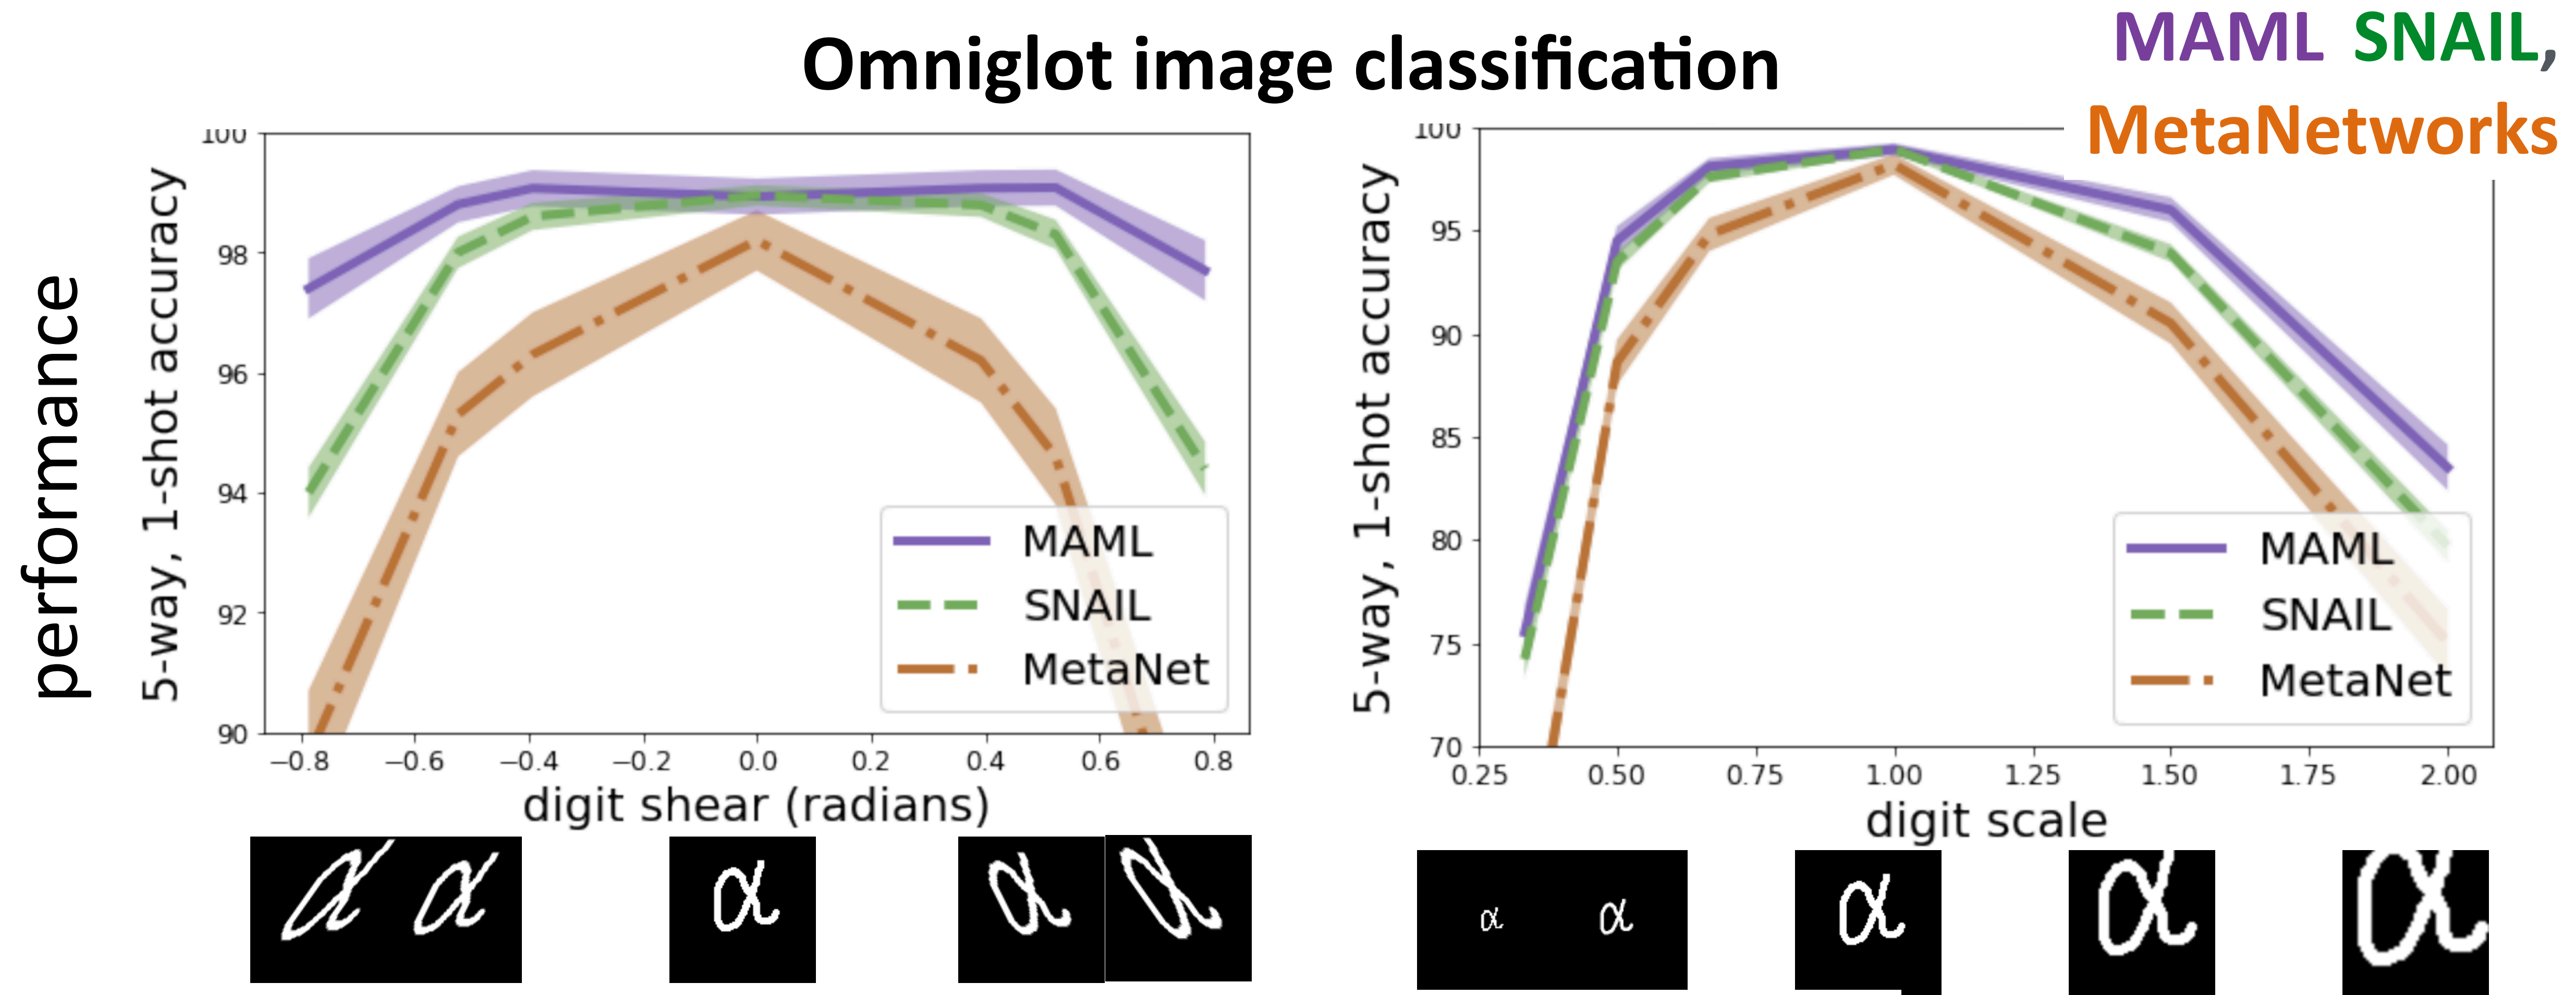 Omniglot image classification
MAML SNAIL,
MetaNetworks
performance
5-way, 1-shot accuracy
100
98
96
94
92
90
−0.8 −0.6 −0.4 −0.2 0.0 0.2 0.4 0.6 0.8
digit shear (radians)
MAML
SNAIL
MetaNet
5-way, 1-shot accuracy
100
95
90
85
80
75
70
0.25 0.50 0.75 1.00 1.25 1.50 1.75 2.00
digit scale
MAML
SNAIL
MetaNet
α α α α α
α α α α α